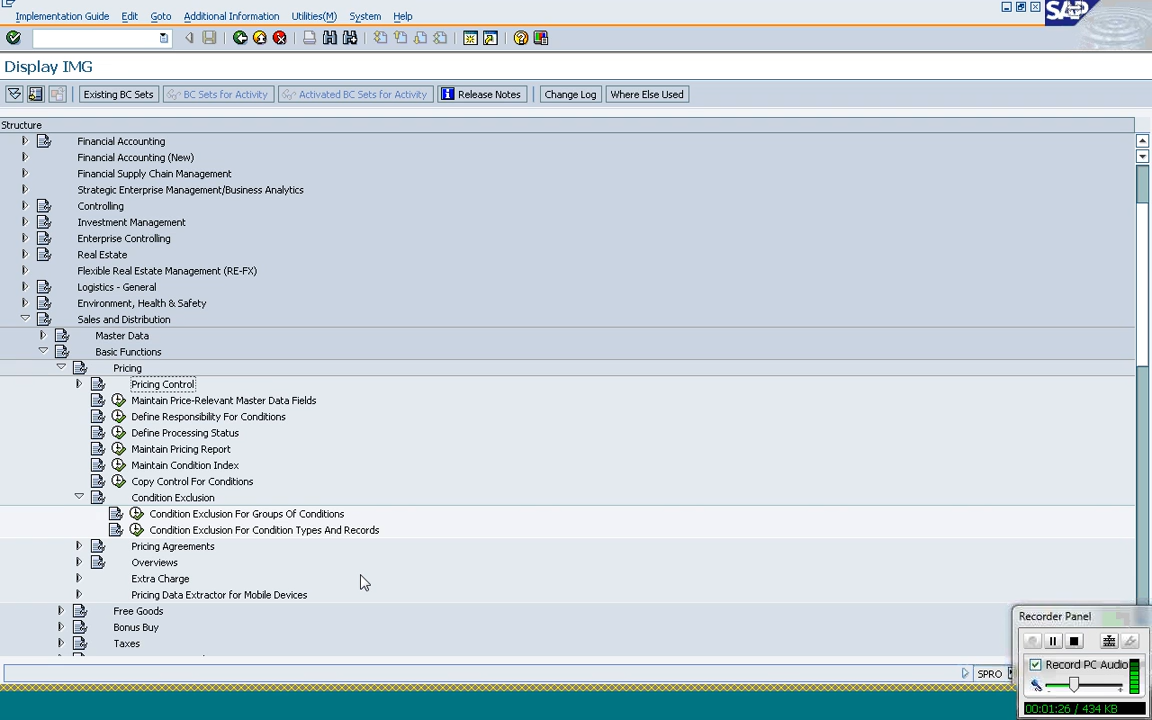 Implementation Guide Edit Goto Additional Information Utilities(M) System Help
SAP
Display IMG
Existing BC Sets BC Sets for Activity Activated BC Sets for Activity Release Notes Change Log Where Else Used
Structure
Financial Accounting
Financial Accounting (New)
Financial Supply Chain Management
Strategic Enterprise Management/Business Analytics
Controlling
Investment Management
Enterprise Controlling
Real Estate
Flexible Real Estate Management (RE-FX)
Logistics - General
Environment, Health & Safety
Sales and Distribution
Master Data
Basic Functions
Pricing
Pricing Control
Maintain Price-Relevant Master Data Fields
Define Responsibility For Conditions
Define Processing Status
Maintain Pricing Report
Maintain Condition Index
Copy Control For Conditions
Condition Exclusion
Condition Exclusion For Groups Of Conditions
Condition Exclusion For Condition Types And Records
Pricing Agreements
Overviews
Extra Charge
Pricing Data Extractor for Mobile Devices
Free Goods
Bonus Buy
Taxes
SPRO
Recorder Panel
Record PC Audio
00:01:26 / 434 KB